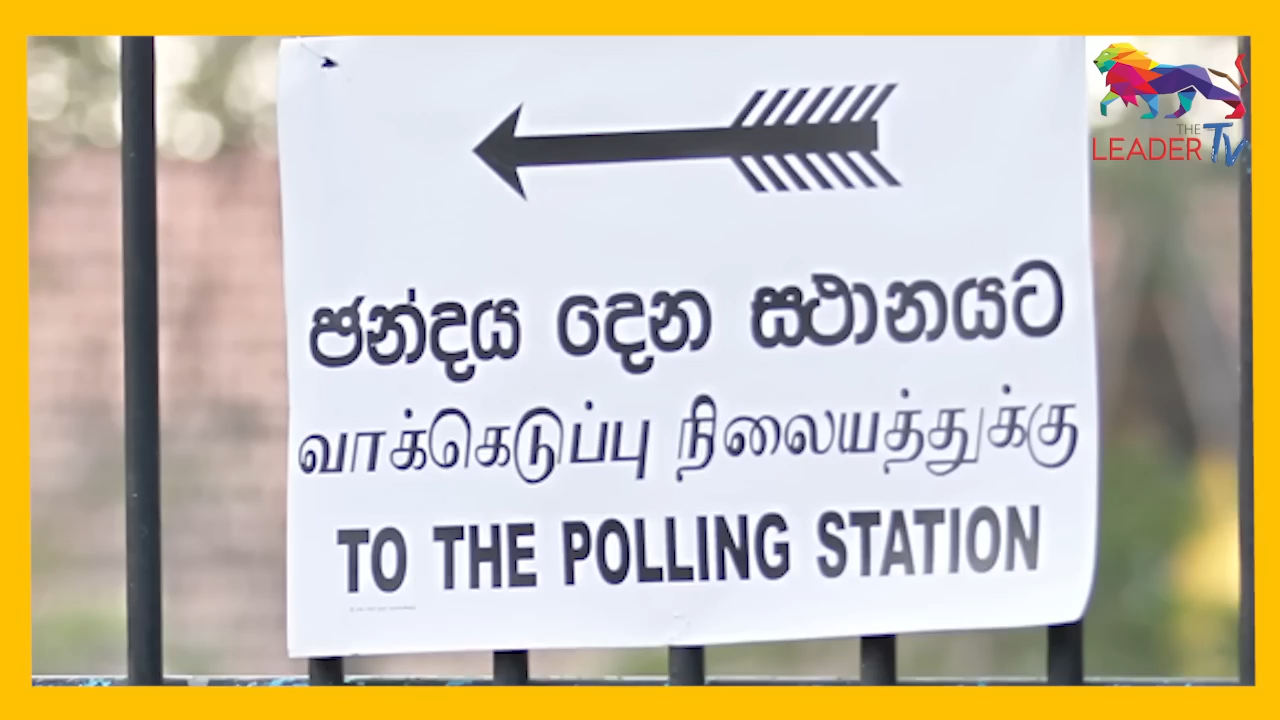 THE
LEADER TV
ඡන්දය දෙන ස්ථානයට
வாக்கெடுப்பு நிலையத்துக்கு
TO THE POLLING STATION